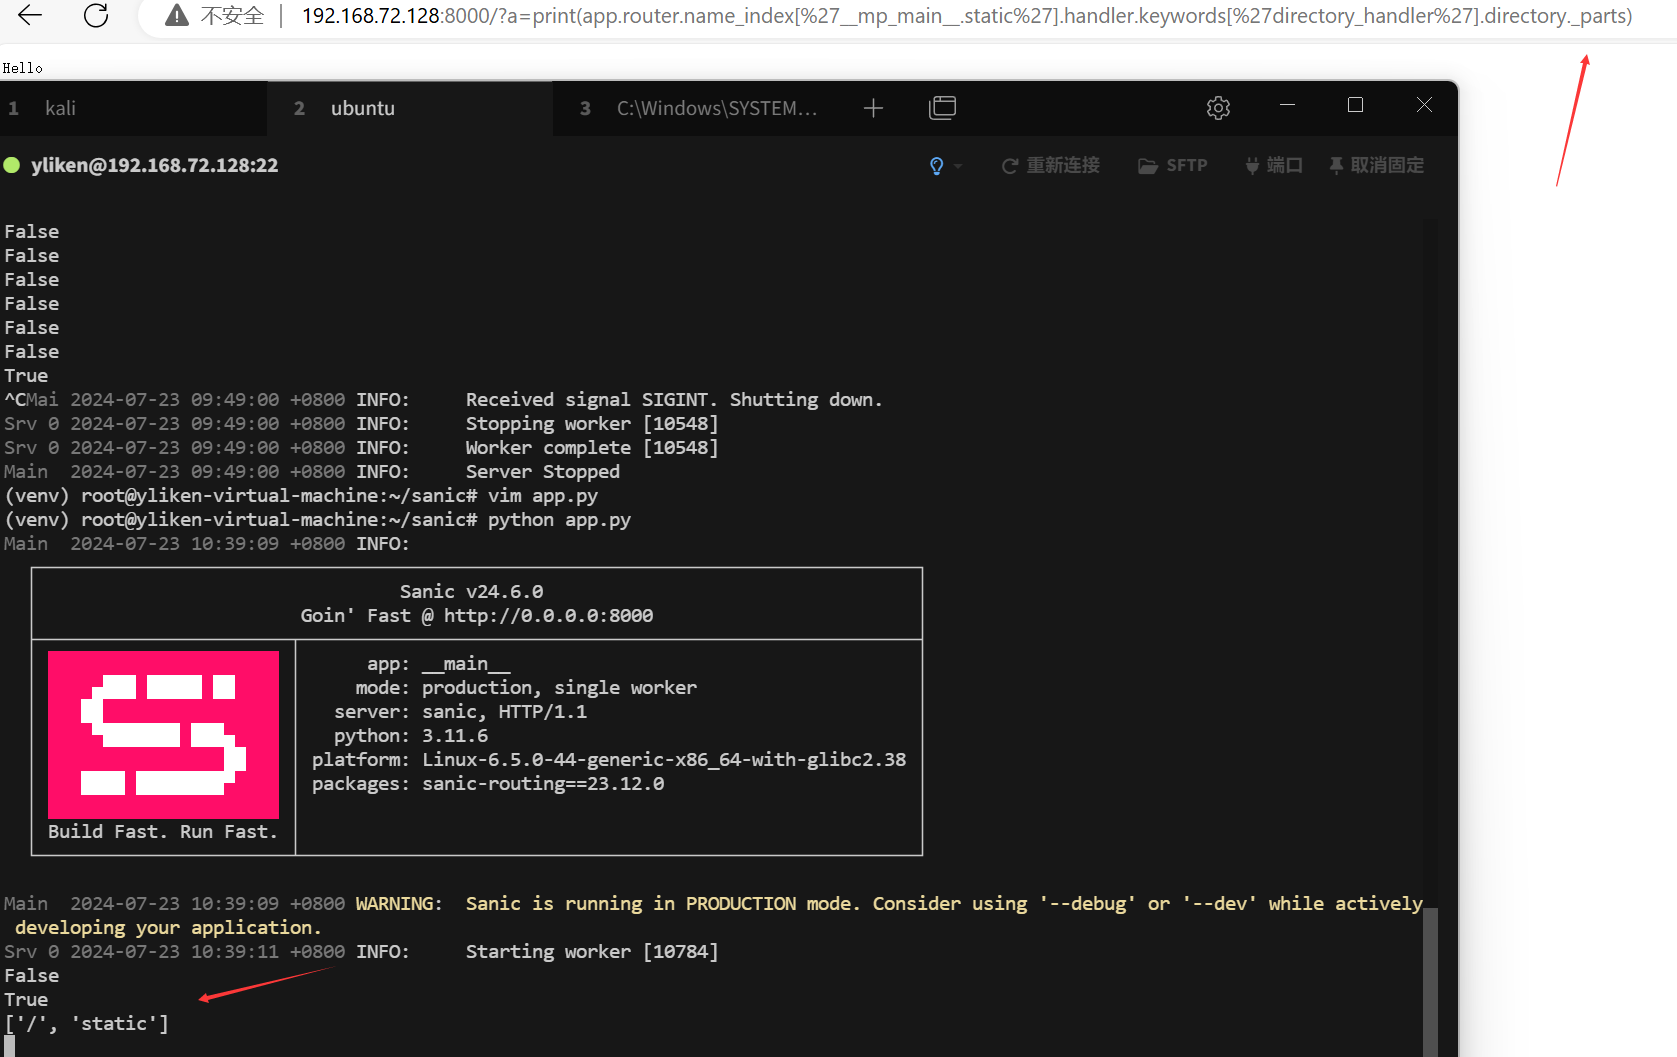 不安全 | 192.168.72.128:8000/?a=print(app.router.name_index[%27__mp_main__.static%27].handler.keywords[%27directory_handler%27].directory._parts)
Hello
1 kali 2 ubuntu 3 C:\Windows\SYSTEM...
yliken@192.168.72.128:22 重新连接 SFTP 端口 取消固定
False
False
False
False
False
False
True
^CMai 2024-07-23 09:49:00 +0800 INFO: Received signal SIGINT. Shutting down.
Srv 0 2024-07-23 09:49:00 +0800 INFO: Stopping worker [10548]
Srv 0 2024-07-23 09:49:00 +0800 INFO: Worker complete [10548]
Main 2024-07-23 09:49:00 +0800 INFO: Server Stopped
(venv) root@yliken-virtual-machine:~/sanic# vim app.py
(venv) root@yliken-virtual-machine:~/sanic# python app.py
Main 2024-07-23 10:39:09 +0800 INFO:
Sanic v24.6.0
Goin' Fast @ http://0.0.0.0:8000
app: __main__
mode: production, single worker
server: sanic, HTTP/1.1
python: 3.11.6
platform: Linux-6.5.0-44-generic-x86_64-with-glibc2.38
packages: sanic-routing==23.12.0
Build Fast. Run Fast.
Main 2024-07-23 10:39:09 +0800 WARNING: Sanic is running in PRODUCTION mode. Consider using '--debug' or '--dev' while actively
developing your application.
Srv 0 2024-07-23 10:39:11 +0800 INFO: Starting worker [10784]
False
True
['/', 'static']